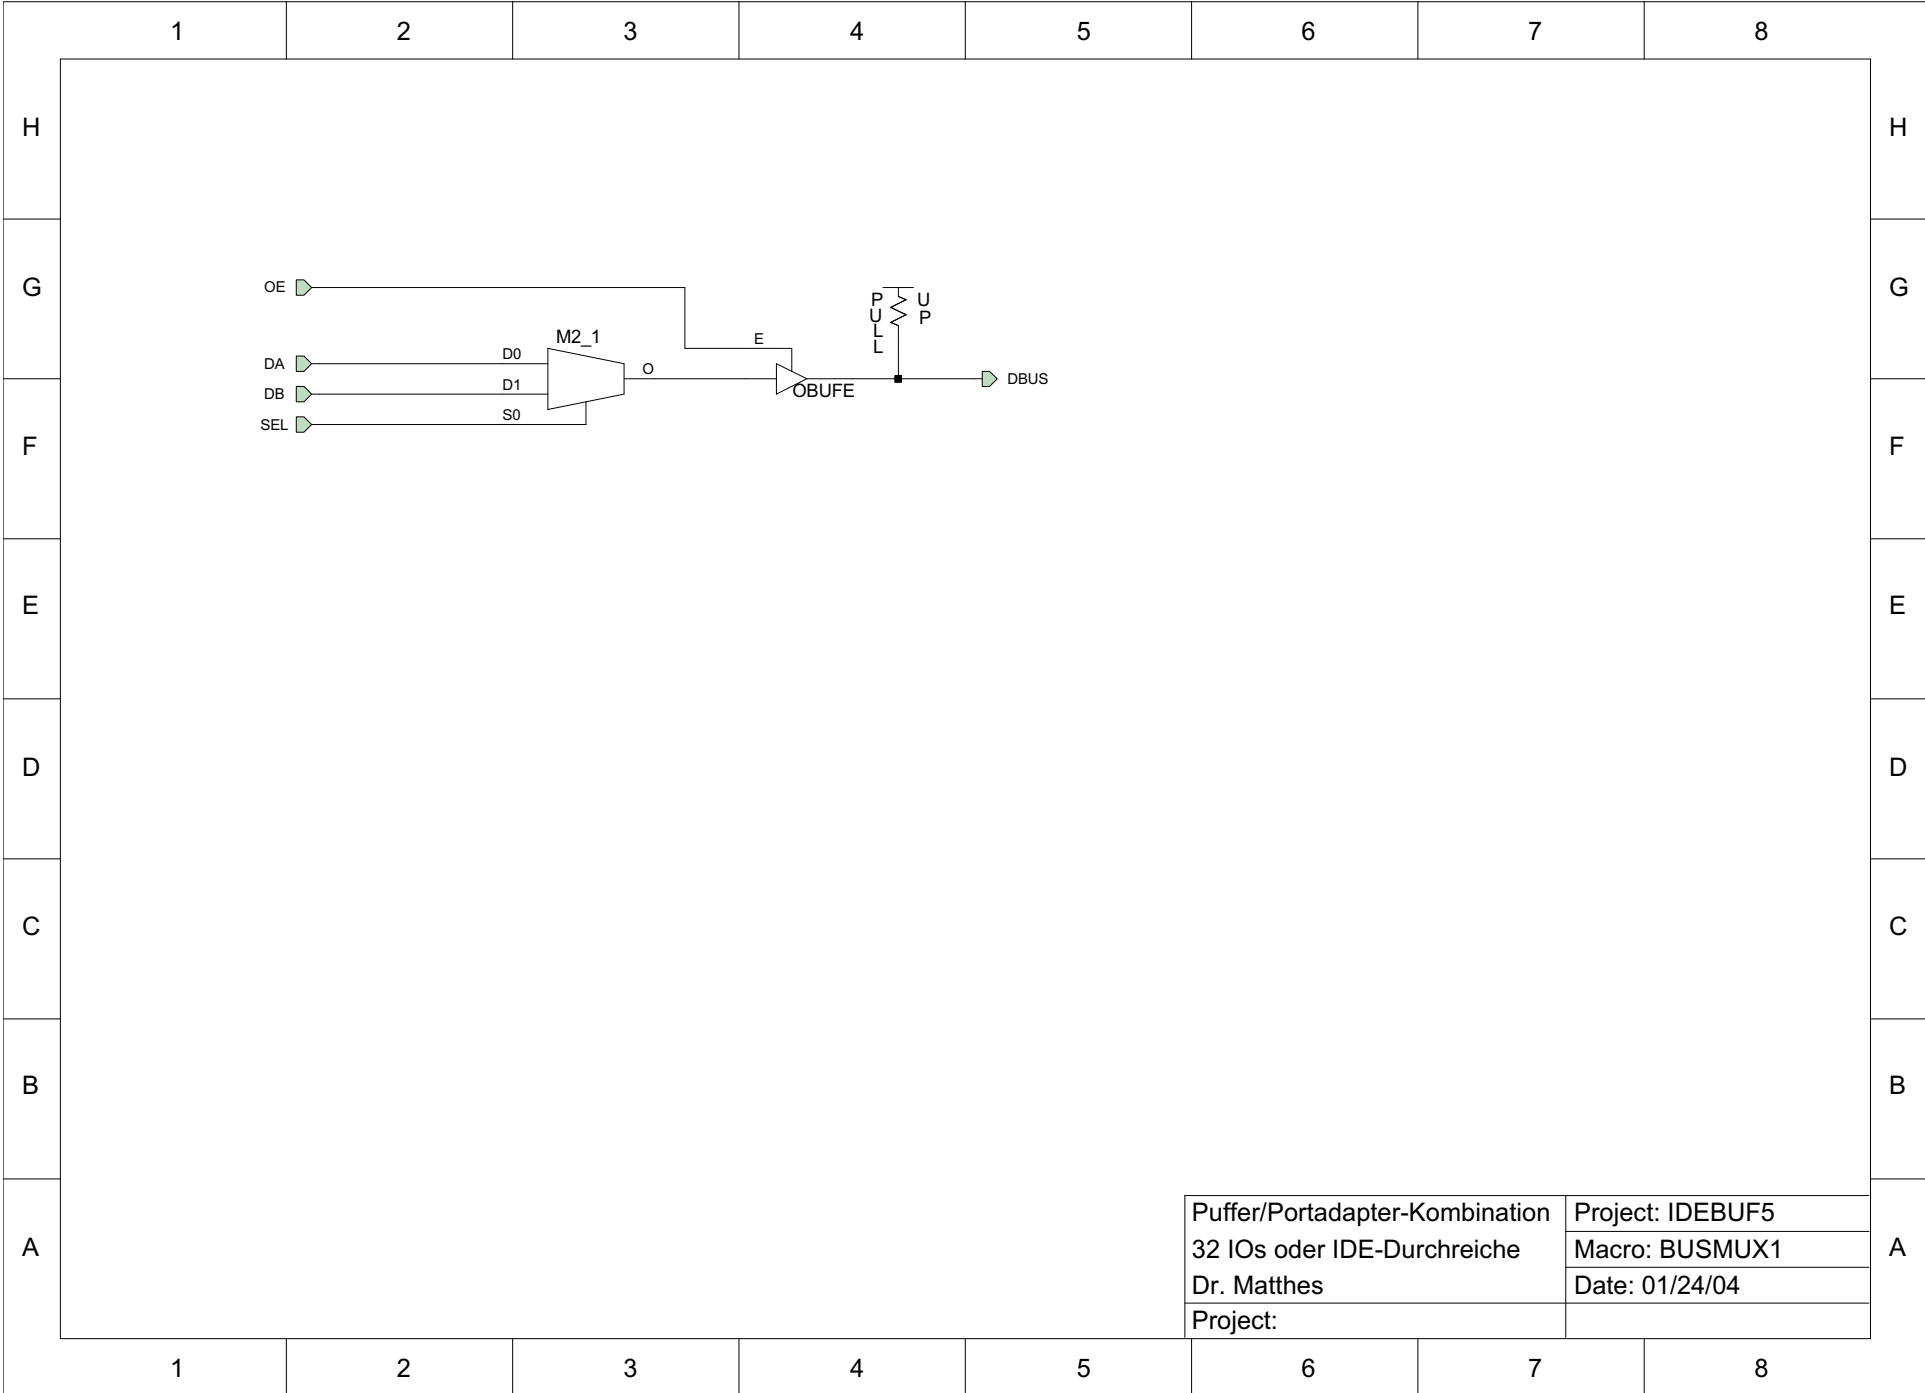 1 2 3 4 5 6 7 8
H H
G G
OE
PULL UP
M2_1
E
DA D0
O
DBUS
DB D1
OBUFE
SEL S0
F F
E E
D D
C C
B B
A A
Puffer/Portadapter-Kombination Project: IDEBUF5
32 IOs oder IDE-Durchreiche Macro: BUSMUX1
Dr. Matthes Date: 01/24/04
Project:
1 2 3 4 5 6 7 8